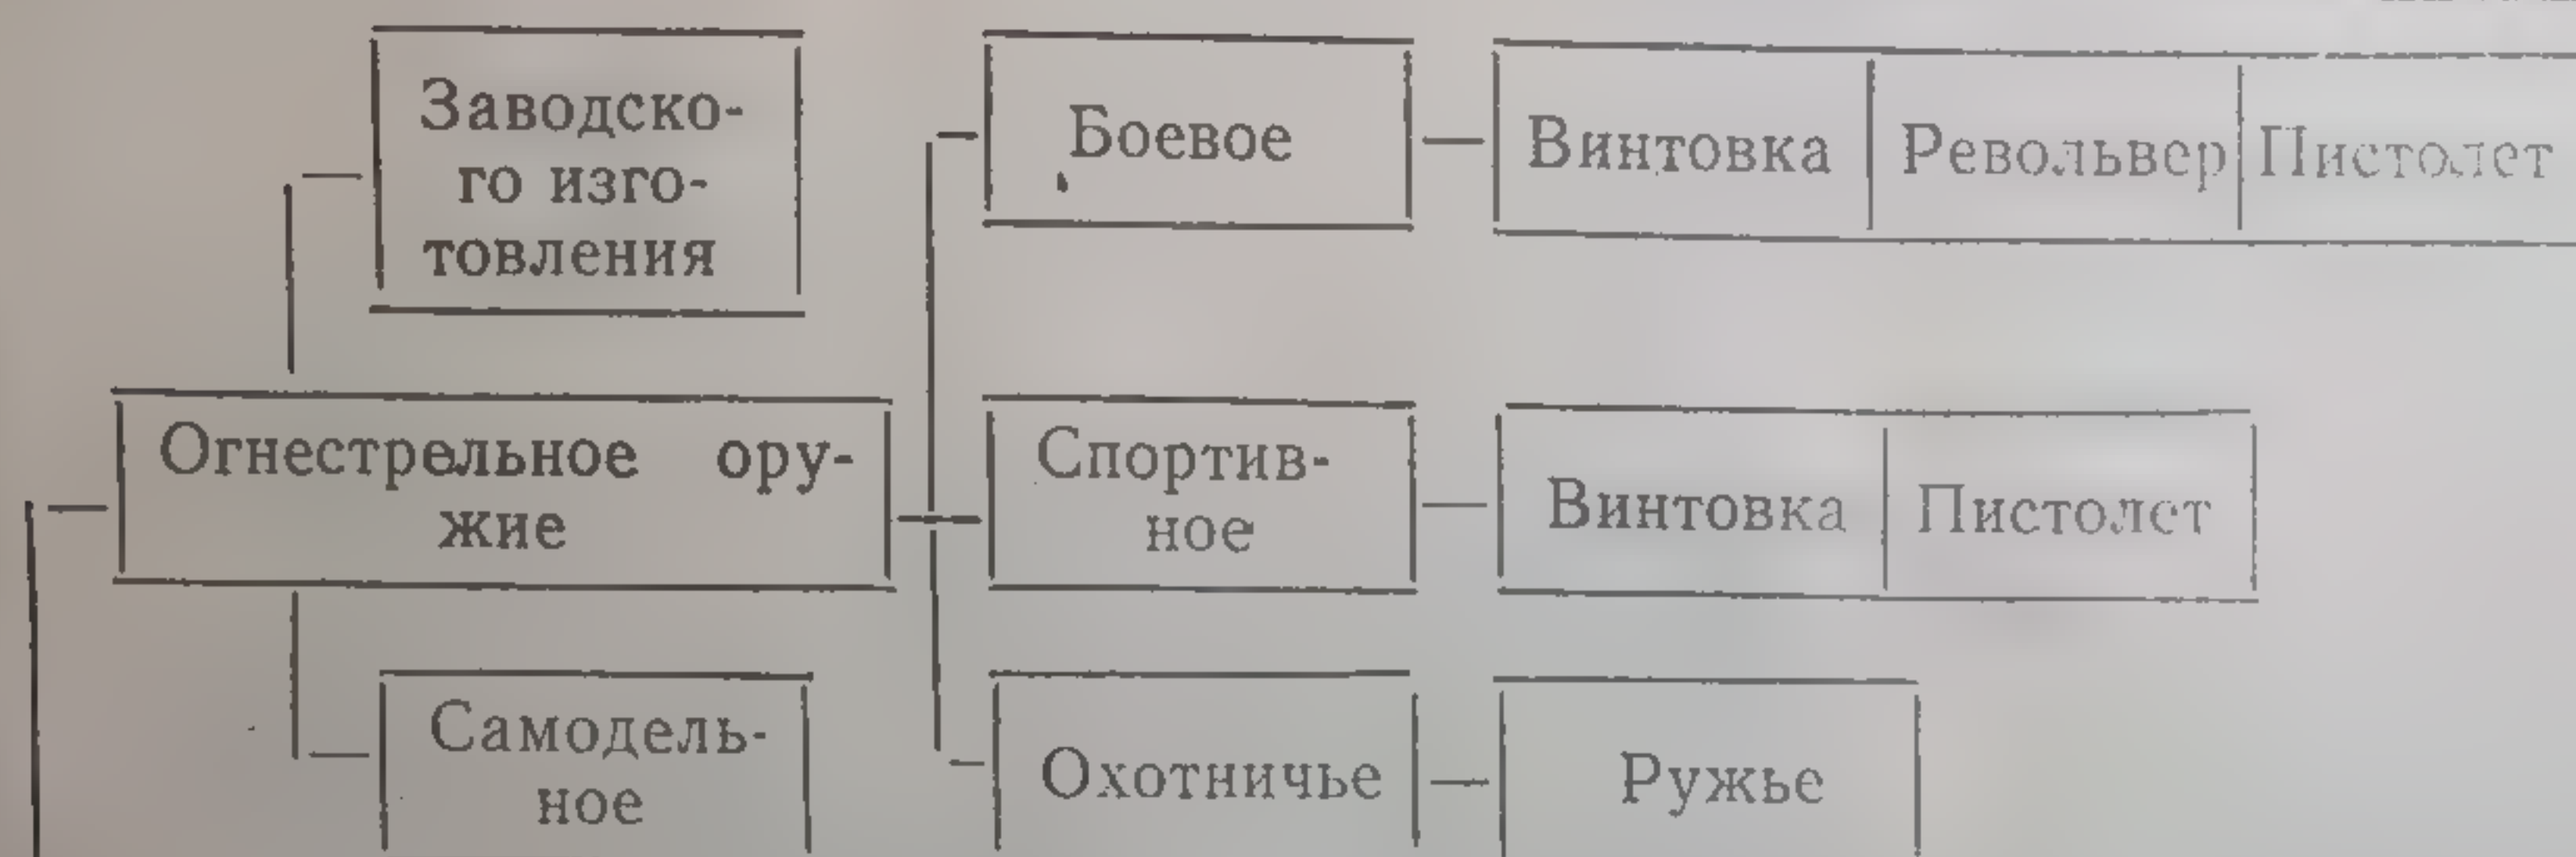 Заводско-
го изго-
товления
Боевое
Винтовка
Револьвер
Пистолет
Огнестрельное ору-
жие
Спортив-
ное
Винтовка
Пистолет
Самодель-
ное
Охотничье
Ружье